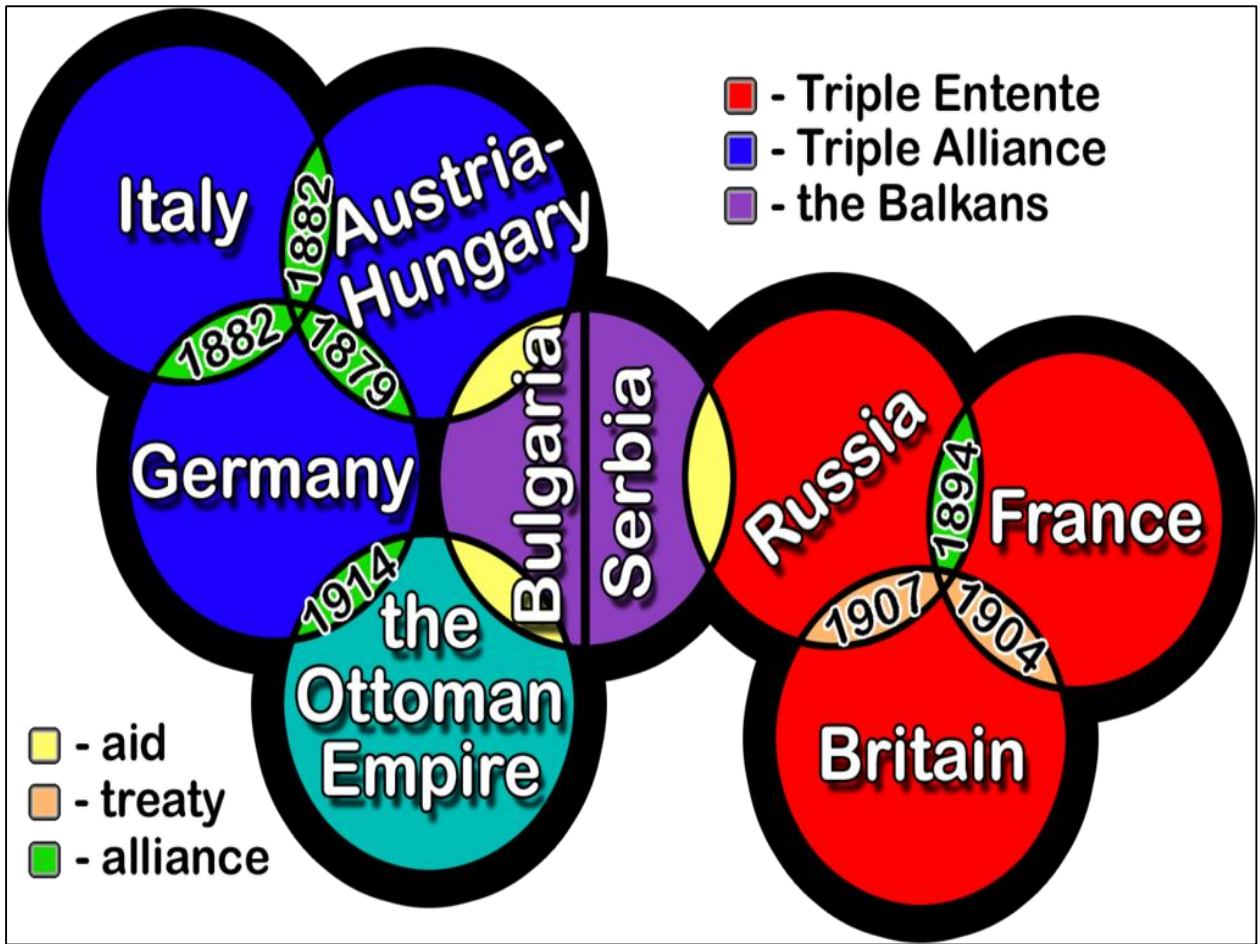 - Triple Entente
- Triple Alliance
- the Balkans
Italy
1882
Austria-
Hungary
1882
1879
Germany
Bulgaria
Serbia
Russia
1894
France
1914
the
Ottoman
Empire
1907
1904
Britain
- aid
- treaty
- alliance